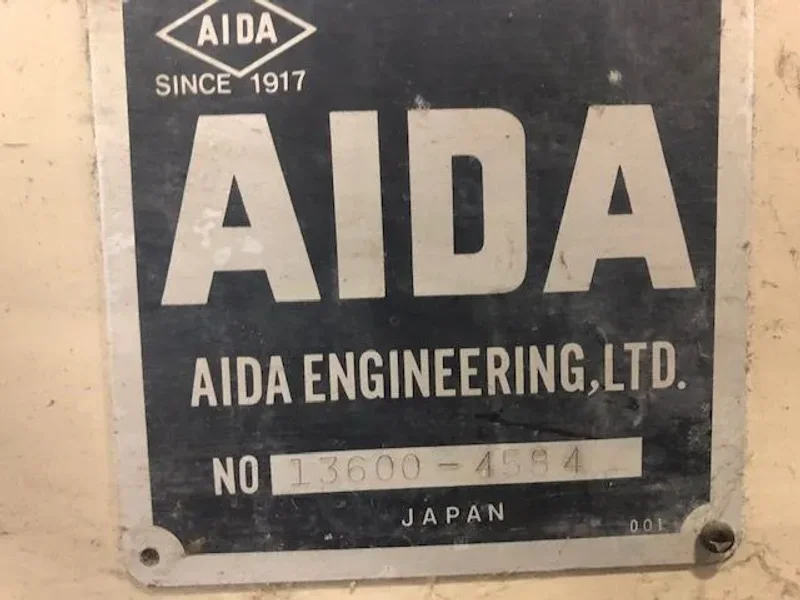 AIDA
SINCE 1917
AIDA
AIDA ENGINEERING,LTD.
NO 13600-4584
JAPAN
001